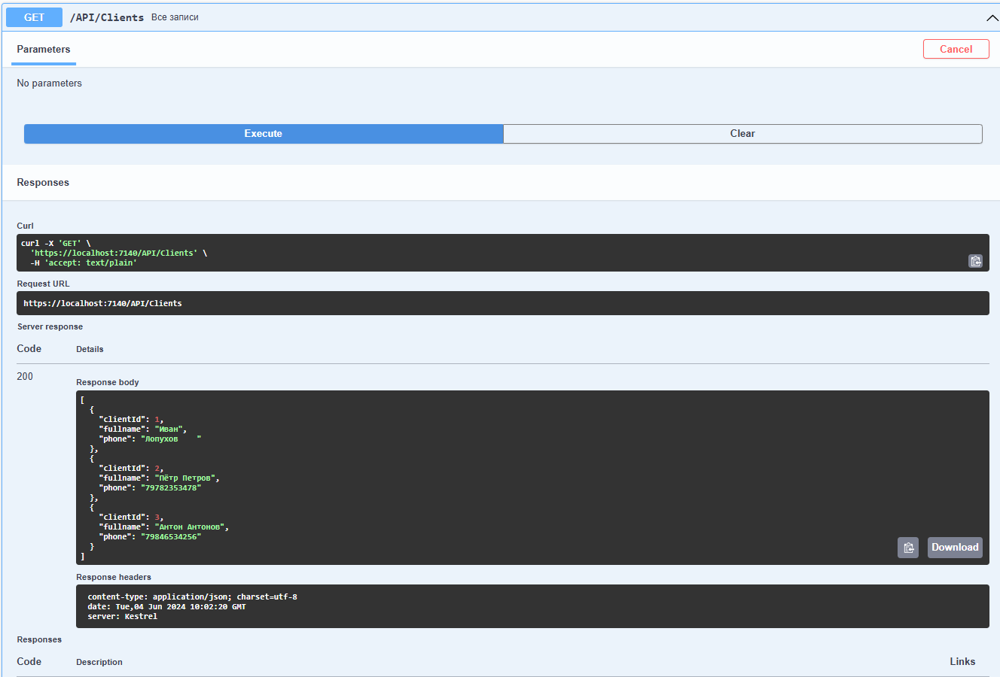 GET /API/Clients Все записи
Parameters Cancel
No parameters
Execute Clear
Responses
Curl
curl -X 'GET' \
  'https://localhost:7140/API/Clients' \
  -H 'accept: text/plain'
Request URL
https://localhost:7140/API/Clients
Server response
Code Details
200
Response body
[
  {
    "clientId": 1,
    "fullname": "Иван",
    "phone": "Лопухов    "
  },
  {
    "clientId": 2,
    "fullname": "Пётр Петров",
    "phone": "79782353478"
  },
  {
    "clientId": 3,
    "fullname": "Антон Антонов",
    "phone": "79846534256"
  }
]
Download
Response headers
content-type: application/json; charset=utf-8
date: Tue,04 Jun 2024 10:02:20 GMT
server: Kestrel
Responses
Code Description Links